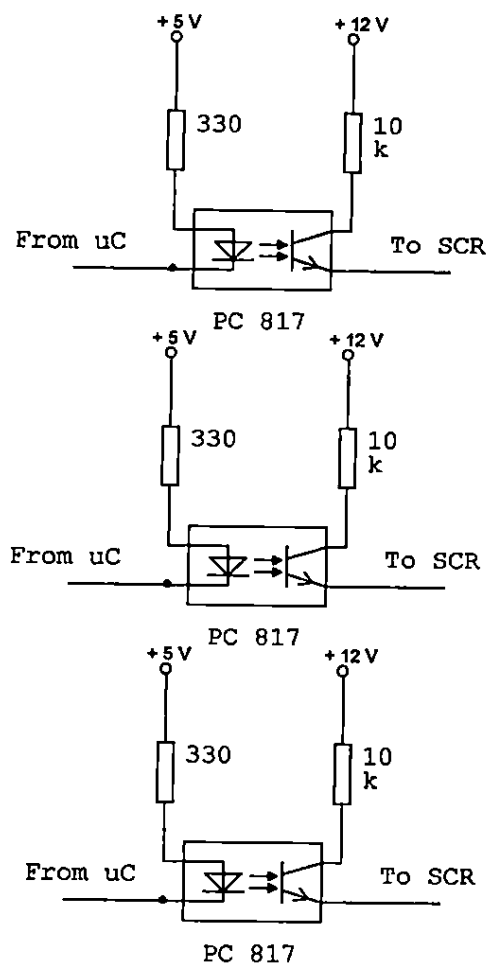 + 5 V
+ 12 V
330
10
k
From uC
To SCR
PC 817
+ 5 V
+ 12 V
330
10
k
From uC
To SCR
PC 817
+ 5 V
+ 12 V
330
10
k
From uC
To SCR
PC 817